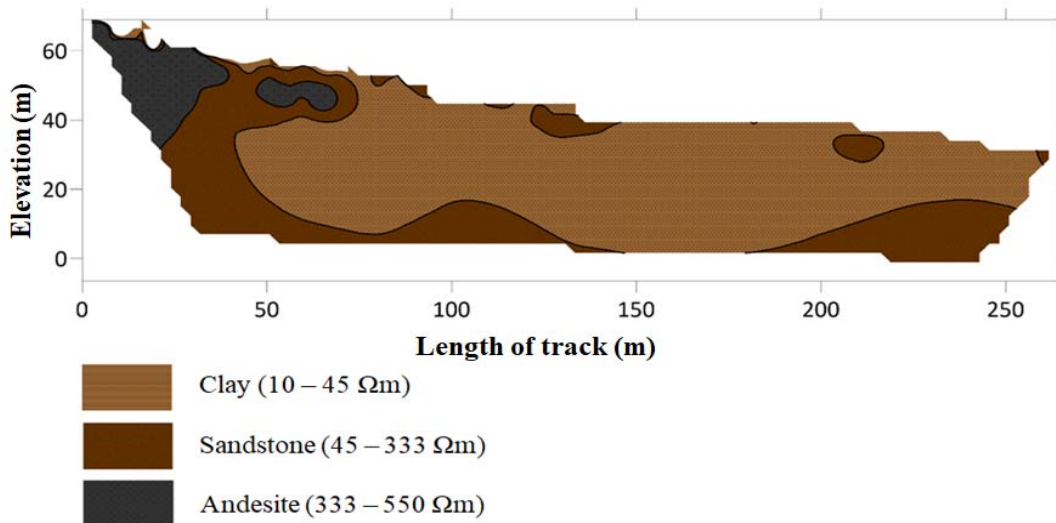 Elevation (m)
60
40
20
0
0 50 100 150 200 250
Length of track (m)
Clay (10 – 45 Ωm)
Sandstone (45 – 333 Ωm)
Andesite (333 – 550 Ωm)